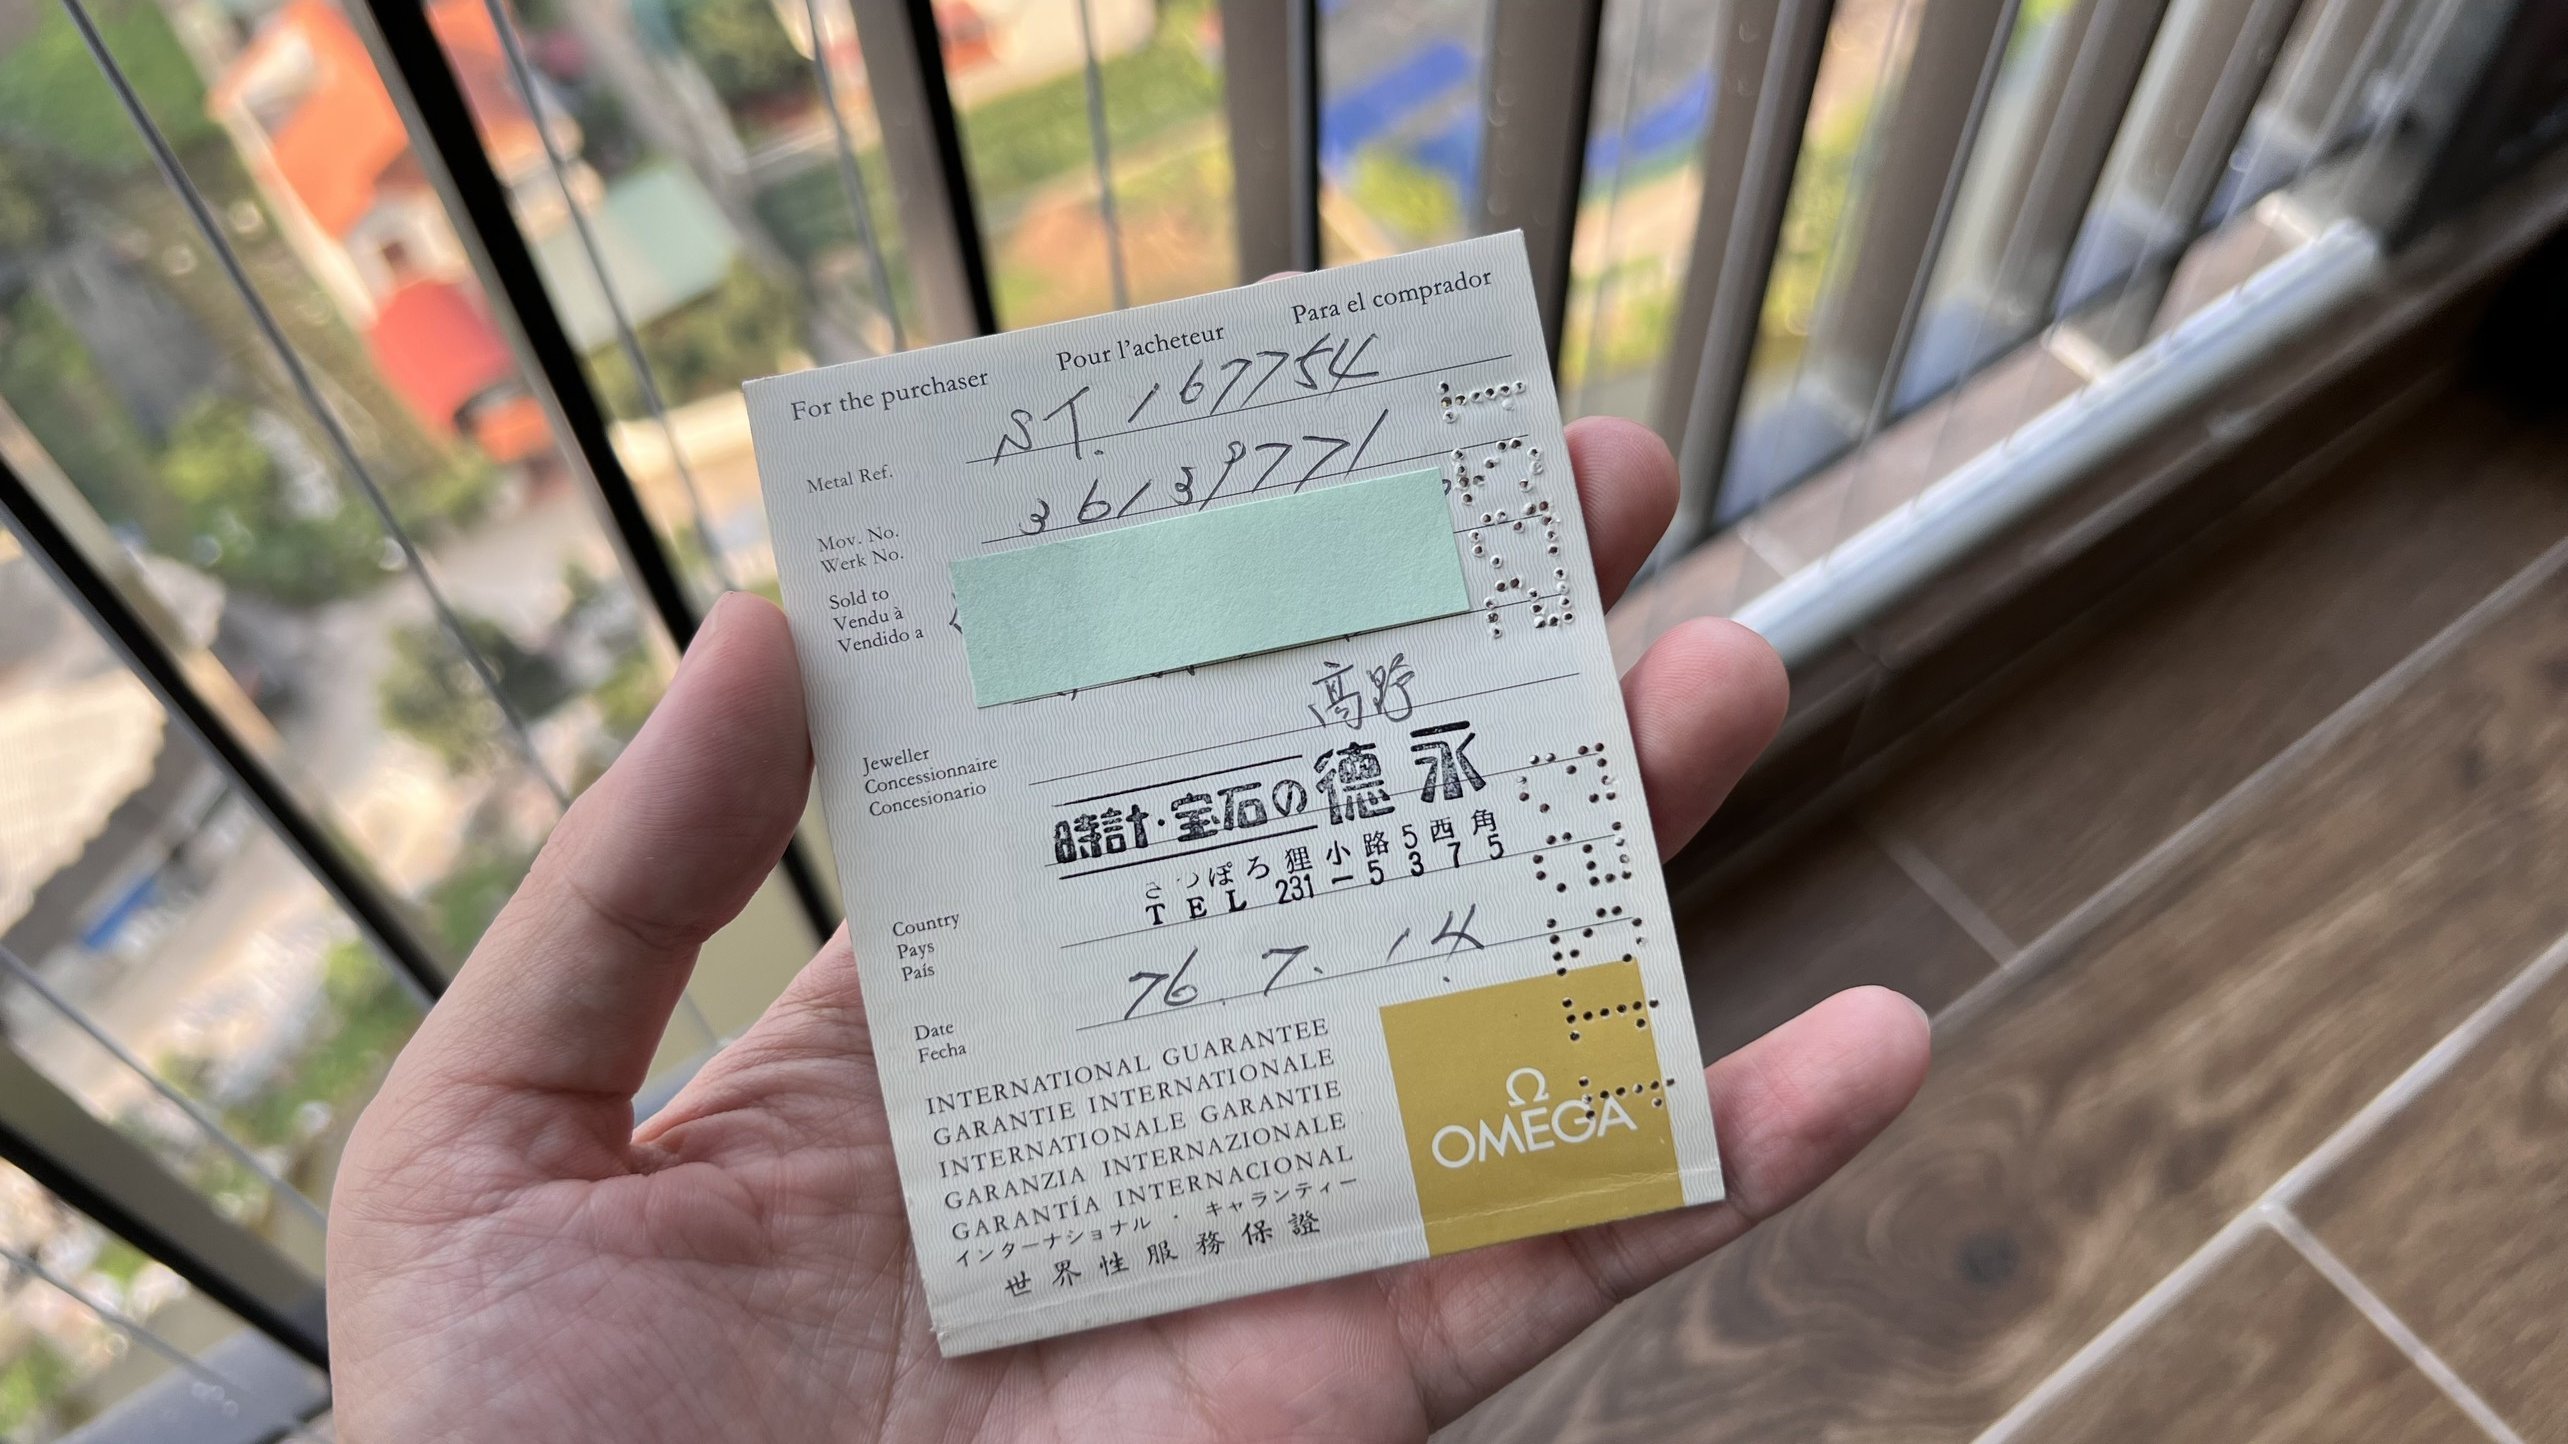 For the purchaser Pour l'acheteur Para el comprador
Metal Ref. ST. 167754
Mov. No. 36139771
Werk No.
Sold to
Vendu à
Vendido a
高野
Jeweller
Concessionnaire
Concesionario
時計・宝石の徳永
さっぽろ狸小路5西角
TEL 231-5375
Country
Pays
País
Date 76. 7. 14.
Fecha
INTERNATIONAL GUARANTEE
GARANTIE INTERNATIONALE
INTERNATIONALE GARANTIE
GARANZIA INTERNAZIONALE
GARANTÍA INTERNACIONAL
インターナショナル・ギャランティー
世界性服務保證
Ω
OMEGA